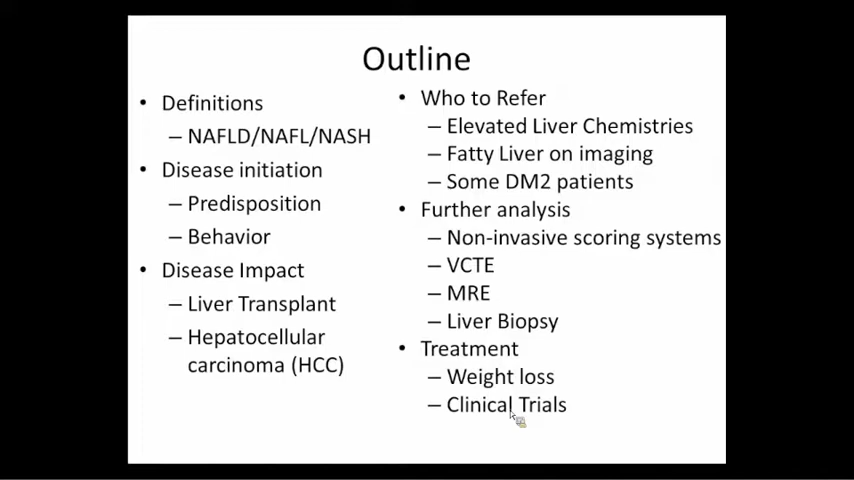 Outline
• Definitions
– NAFLD/NAFL/NASH
• Disease initiation
– Predisposition
– Behavior
• Disease Impact
– Liver Transplant
– Hepatocellular
carcinoma (HCC)
• Who to Refer
– Elevated Liver Chemistries
– Fatty Liver on imaging
– Some DM2 patients
• Further analysis
– Non-invasive scoring systems
– VCTE
– MRE
– Liver Biopsy
• Treatment
– Weight loss
– Clinical Trials